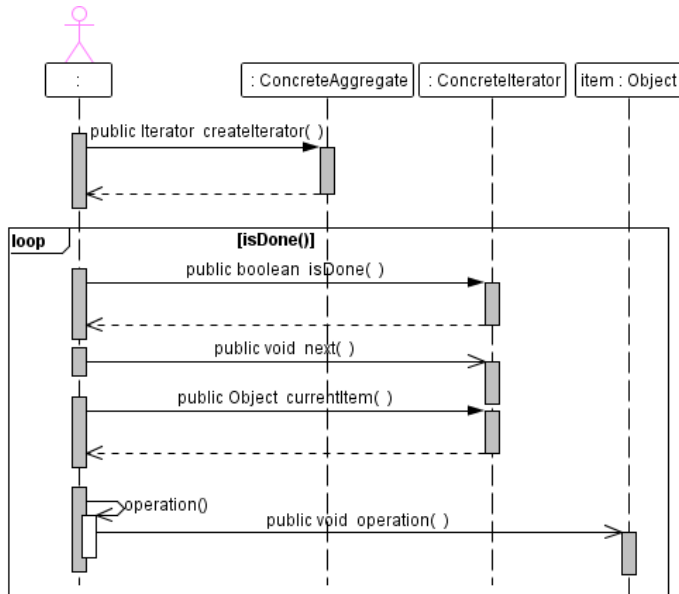 :
: ConcreteAggregate
: ConcreteIterator
item : Object
public Iterator createIterator( )
loop
[isDone()]
public boolean isDone( )
public void next( )
public Object currentItem( )
operation()
public void operation( )